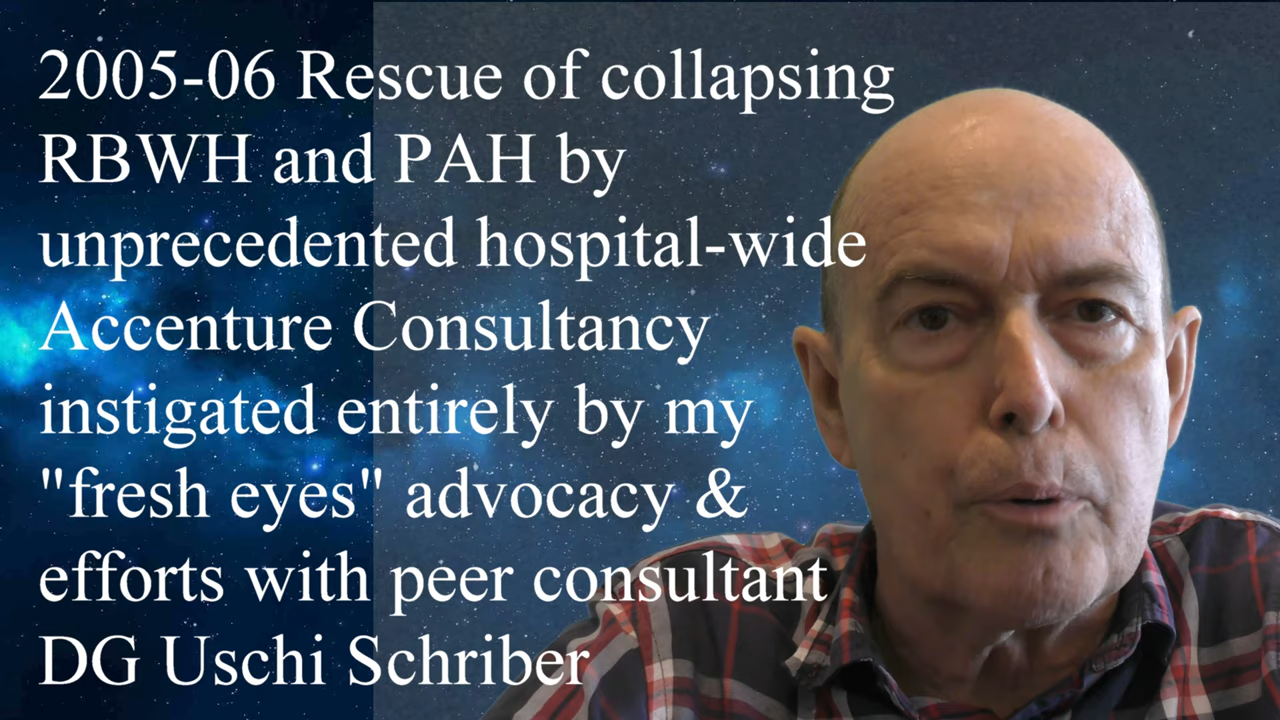 2005-06 Rescue of collapsing
RBWH and PAH by
unprecedented hospital-wide
Accenture Consultancy
instigated entirely by my
"fresh eyes" advocacy &
efforts with peer consultant
DG Uschi Schriber